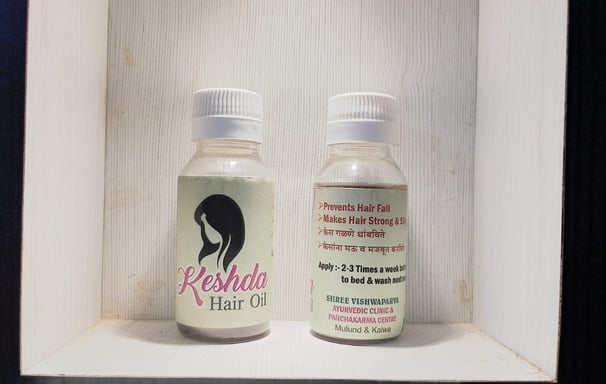 Keshda
Hair Oil
>Prevents Hair Fall
>Makes Hair Strong &
>केस गळणे थांबविते
>केसांना मऊ व मजबूत बनविते
Apply :- 2-3 Times a week
to bed & wash next
SHREE VISHWAPARVA
AYURVEDIC CLINIC &
PANCHAKARMA CENTRE
Mulund & Kalwa